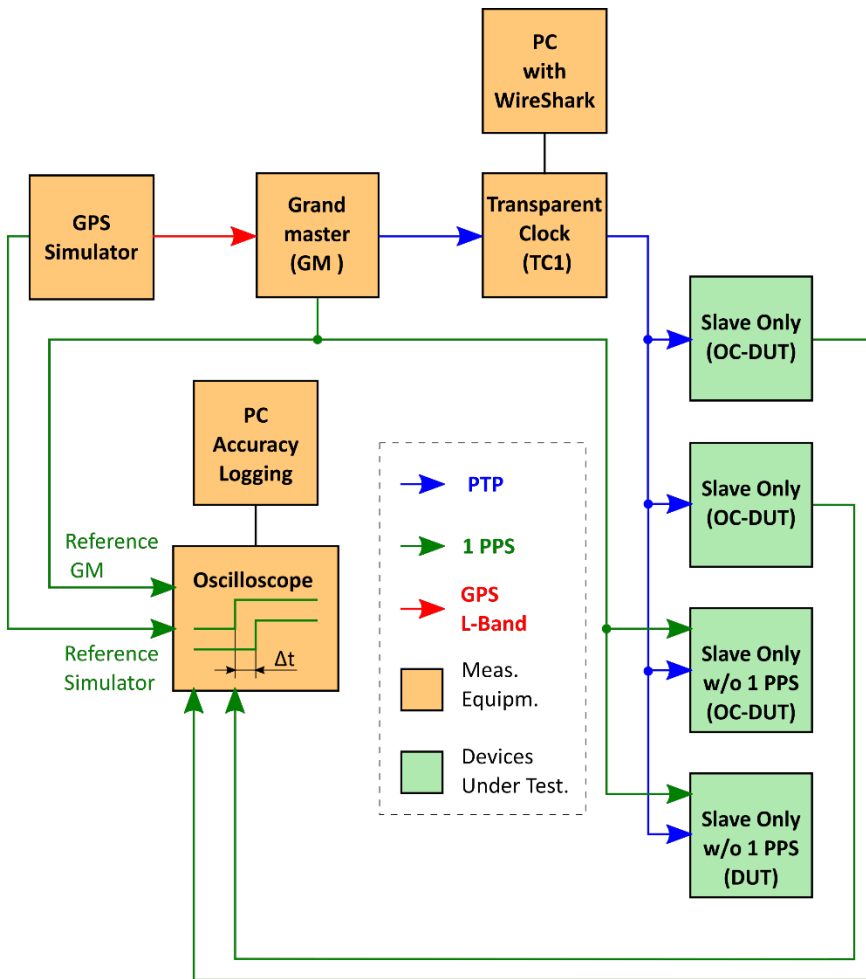 PC
with
WireShark
GPS
Simulator
Grand
master
(GM )
Transparent
Clock
(TC1)
Slave Only
(OC-DUT)
PC
Accuracy
Logging
Slave Only
(OC-DUT)
PTP
1 PPS
GPS
L-Band
Meas.
Equipm.
Devices
Under Test.
Reference
GM
Reference
Simulator
Oscilloscope
Δt
Slave Only
w/o 1 PPS
(OC-DUT)
Slave Only
w/o 1 PPS
(DUT)